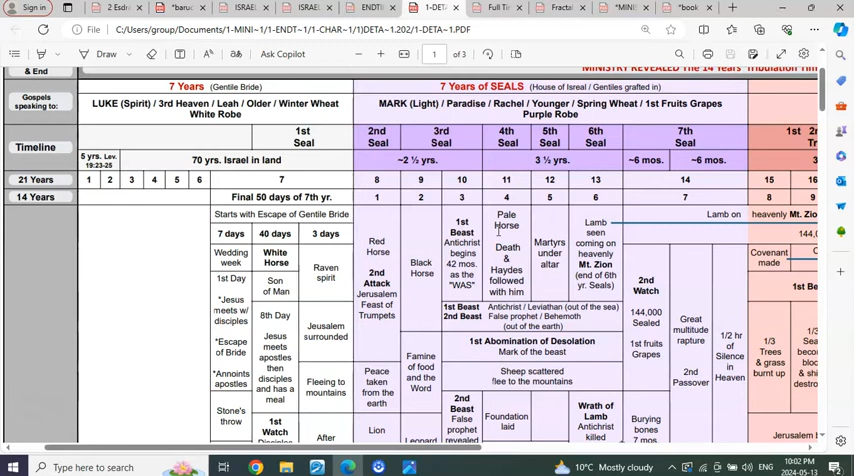 Sign in
2 Esdr
*baruc
ISRAEL
ISRAEL
ENDTI
1-DETA
Full Tin
Fractal
*MINIS
*book
File
C:/Users/group/Documents/1-MINI~1/1-ENDT~1/1-CHAR~1/1)DETA~1.202/1-DETA~1.PDF
Draw
Ask Copilot
1
of 3
& End
MINISTRY REVEALED The 14 Years Tribulation
Gospels speaking to:
7 Years (Gentile Bride)
7 Years of SEALS (House of Isreal / Gentiles grafted in)
LUKE (Spirit) / 3rd Heaven / Leah / Older / Winter Wheat
White Robe
MARK (Light) / Paradise / Rachel / Younger / Spring Wheat / 1st Fruits Grapes
Purple Robe
Timeline
1st Seal
2nd Seal
3rd Seal
4th Seal
5th Seal
6th Seal
7th Seal
1st
5 yrs. Lev. 19:23-25
70 yrs. Israel in land
~2 ½ yrs.
3 ½ yrs.
~6 mos.
~6 mos.
21 Years
1 2 3 4 5 6 7 8 9 10 11 12 13 14 15 16
14 Years
Final 50 days of 7th yr.
1 2 3 4 5 6 7 8 9
Starts with Escape of Gentile Bride
7 days
40 days
3 days
Wedding week
1st Day
*Jesus meets w/ disciples
*Escape of Bride
*Annoints apostles
Stone's throw
White Horse
Son of Man
8th Day
Jesus meets apostles then disciples and has a meal
1st Watch
Raven spirit
Jerusalem surrounded
Fleeing to mountains
After
Red Horse
2nd Attack
Jerusalem Feast of Trumpets
Peace taken from the earth
Lion
Black Horse
Famine of food and the Word
Leopard
1st Beast
Antichrist begins 42 mos. as the "WAS"
Pale Horse
Death & Haydes followed with him
Martyrs under altar
Lamb seen coming on heavenly Mt. Zion (end of 6th yr. Seals)
1st Beast Antichrist / Leviathan (out of the sea)
2nd Beast False prophet / Behemoth (out of the earth)
1st Abomination of Desolation
Mark of the beast
Sheep scattered
flee to the mountains
2nd Beast
False prophet revealed
Foundation laid
Wrath of Lamb
Antichrist killed
Lamb on heavenly Mt.
144,
2nd Watch
144,000 Sealed
1st fruits Grapes
Burying bones 7 mos.
Great multitude rapture
2nd Passover
1/2 hr of Silence in Heaven
Covenant made
1st
1/3 Trees & grass burnt up
1/3
Jerusalem
Type here to search
10°C Mostly cloudy
10:02 PM
2024-05-13